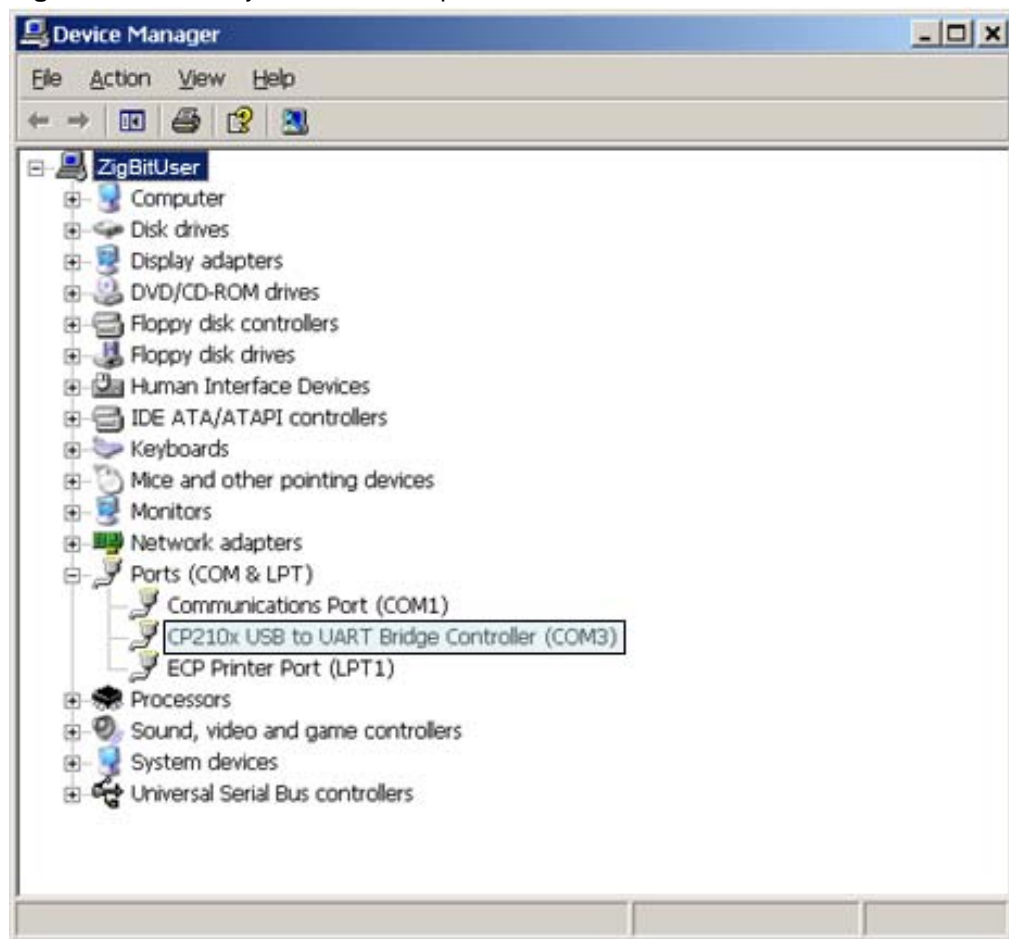 Device Manager
File Action View Help
ZigBitUser
Computer
Disk drives
Display adapters
DVD/CD-ROM drives
Floppy disk controllers
Floppy disk drives
Human Interface Devices
IDE ATA/ATAPI controllers
Keyboards
Mice and other pointing devices
Monitors
Network adapters
Ports (COM & LPT)
Communications Port (COM1)
CP210x USB to UART Bridge Controller (COM3)
ECP Printer Port (LPT1)
Processors
Sound, video and game controllers
System devices
Universal Serial Bus controllers